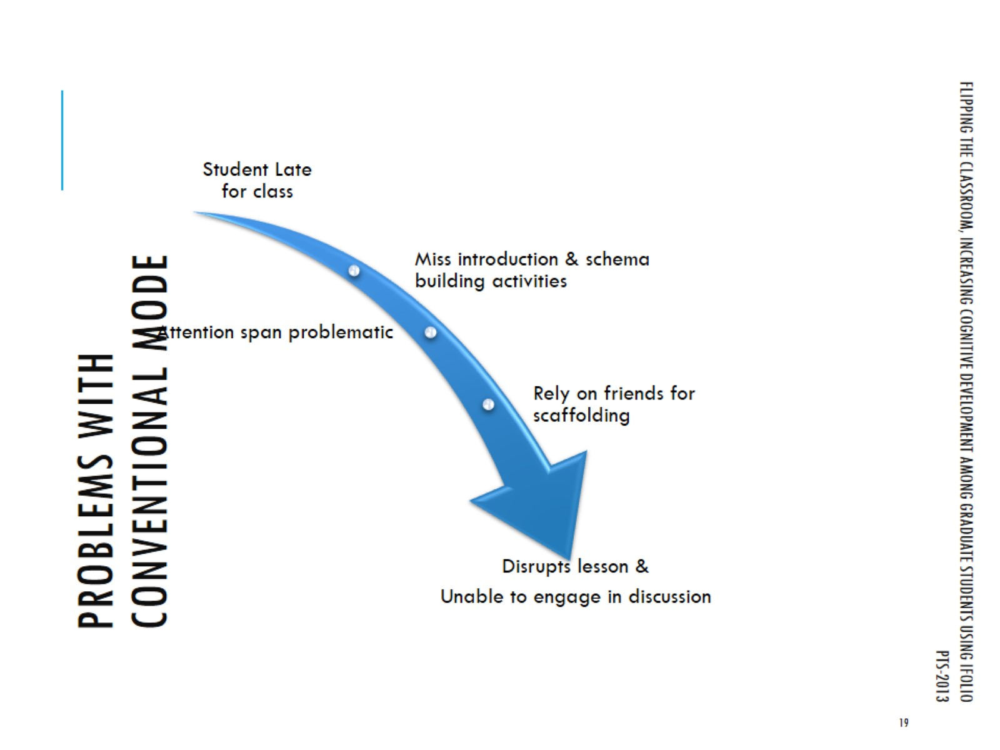 PROBLEMS WITH
CONVENTIONAL MODE
Student Late
for class
Miss introduction & schema
building activities
Attention span problematic
Rely on friends for
scaffolding
Disrupts lesson &
Unable to engage in discussion
FLIPPING THE CLASSROOM, INCREASING COGNITIVE DEVELOPMENT AMONG GRADUATE STUDENTS USING IFOLIO
PTS-2013
19